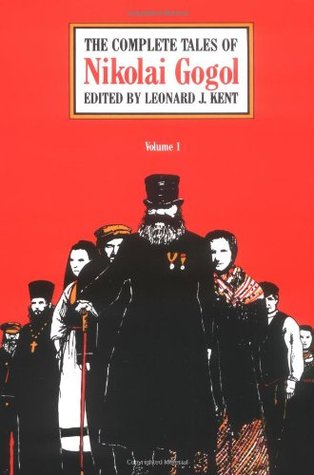 THE COMPLETE TALES OF
Nikolai Gogol
EDITED BY LEONARD J. KENT
Volume 1